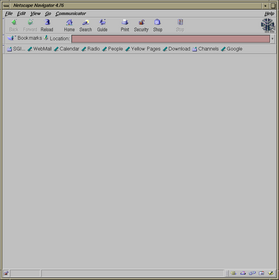 Netscape Navigator 4.76
File Edit View Go Communicator Help
Back Forward Reload Home Search Guide Print Security Shop Stop
Bookmarks Location:
SGI... WebMail Calendar Radio People Yellow Pages Download Channels Google